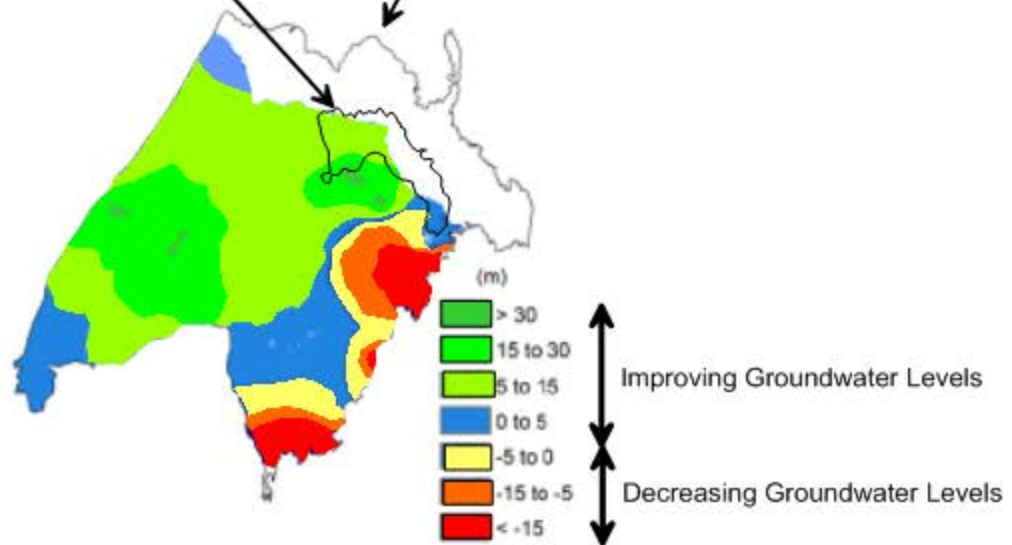 (m)
> 30
15 to 30
5 to 15
0 to 5
-5 to 0
-15 to -5
< -15
Improving Groundwater Levels
Decreasing Groundwater Levels